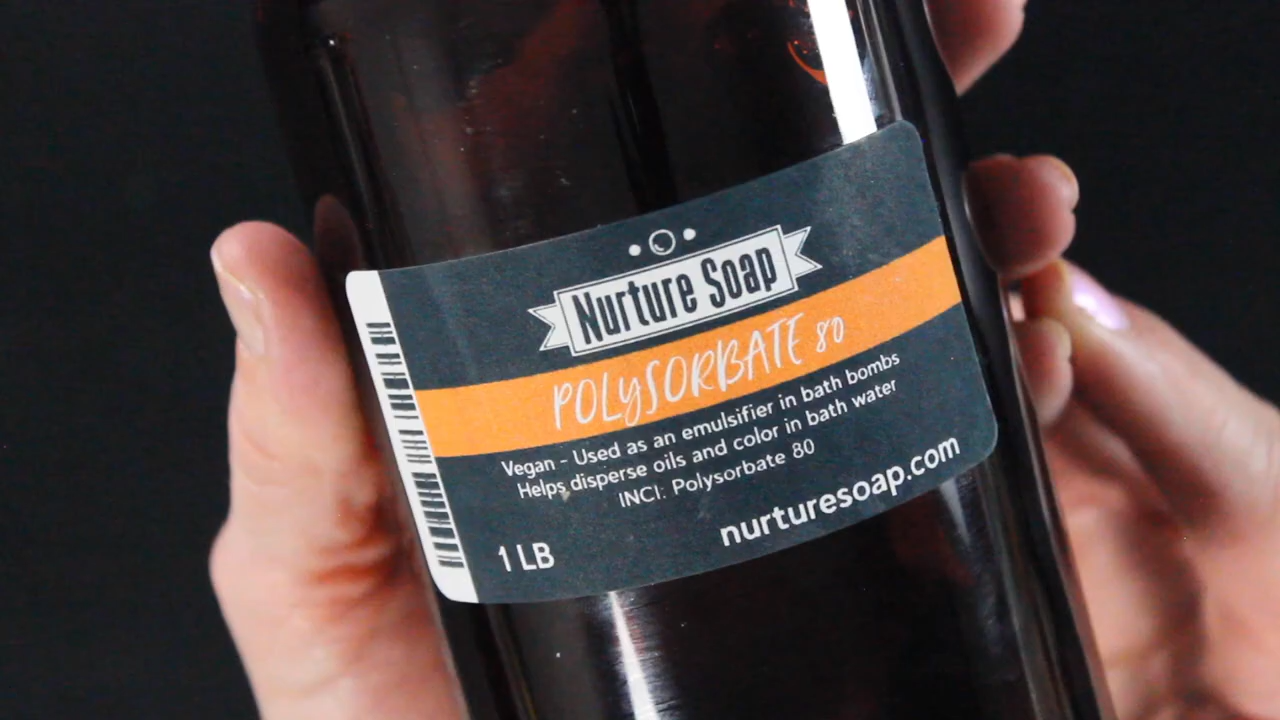 Nurture Soap
POLYSORBATE 80
Vegan - Used as an emulsifier in bath bombs
Helps disperse oils and color in bath water
INCI: Polysorbate 80
nurturesoap.com
1 LB